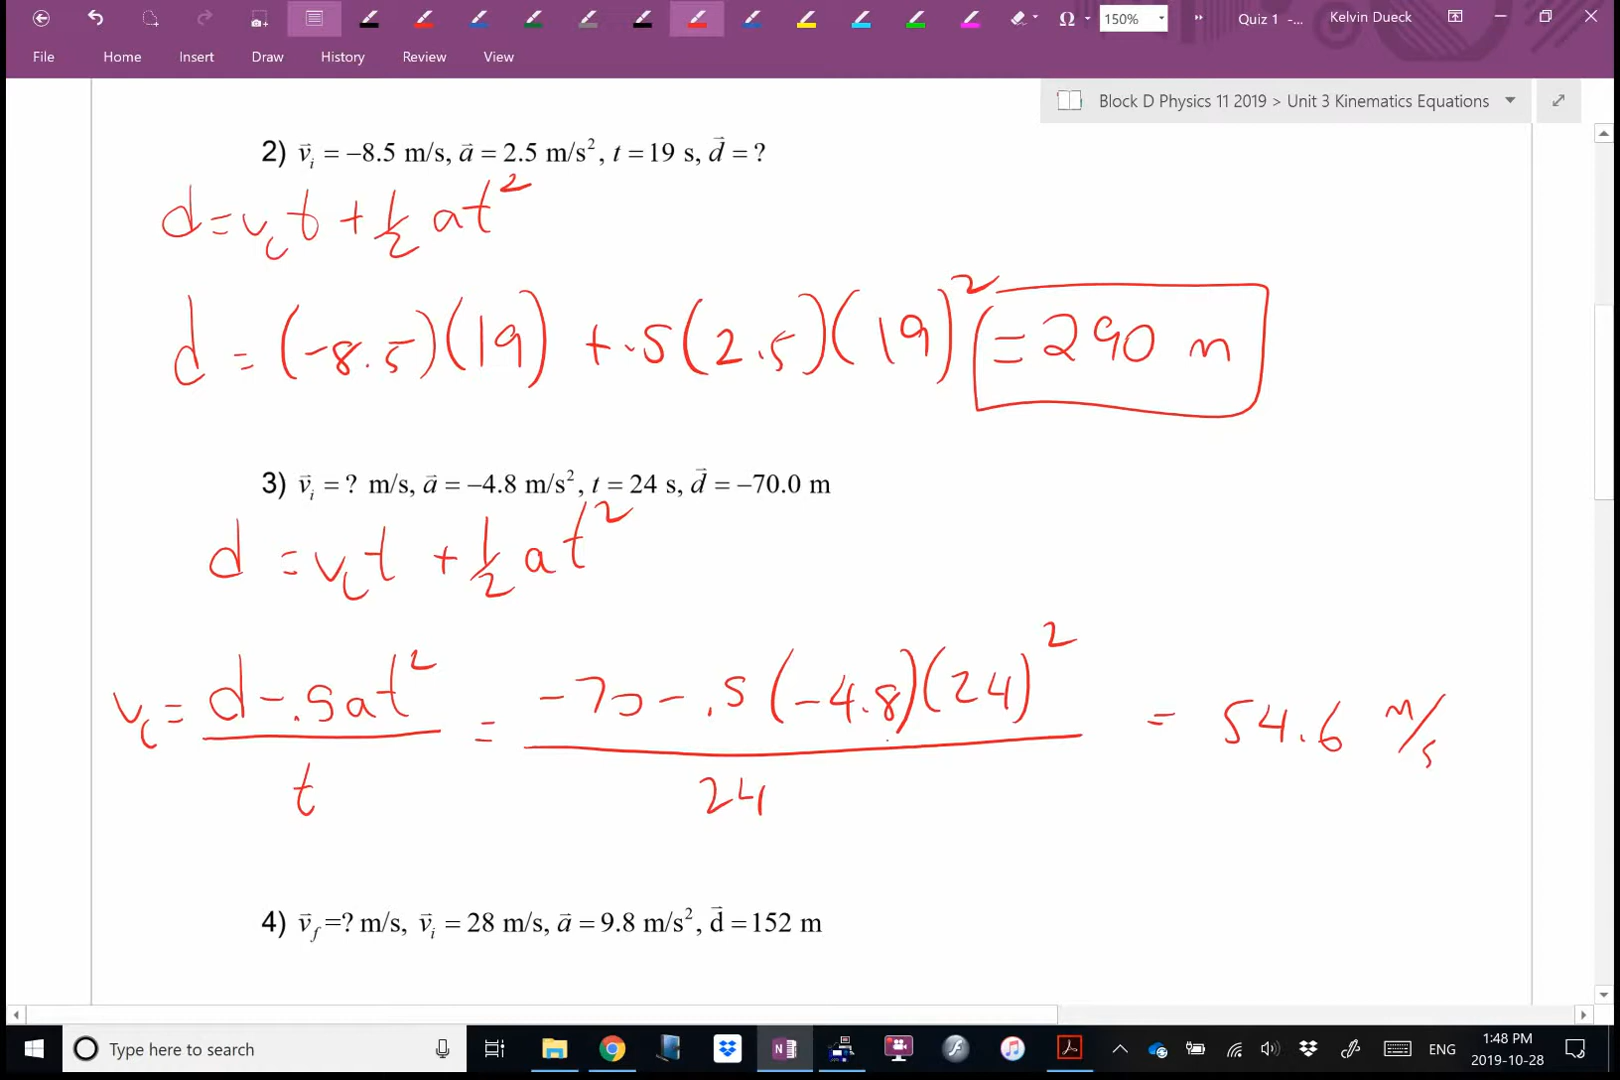 150%
Quiz 1 -...
Kelvin Dueck
File Home Insert Draw History Review View
Block D Physics 11 2019 > Unit 3 Kinematics Equations
2) v⃗ᵢ = −8.5 m/s, a⃗ = 2.5 m/s², t = 19 s, d⃗ = ?
d = vᵢt + ½at²
d = (-8.5)(19) + .5(2.5)(19)² = 290 m
3) v⃗ᵢ = ? m/s, a⃗ = −4.8 m/s², t = 24 s, d⃗ = −70.0 m
d = vᵢt + ½at²
vᵢ = (d - .5at²)/t = (-70 - .5(-4.8)(24)²)/24 = 54.6 m/s
4) v⃗_f =? m/s, v⃗ᵢ = 28 m/s, a⃗ = 9.8 m/s², d⃗ = 152 m
Type here to search
ENG
1:48 PM
2019-10-28